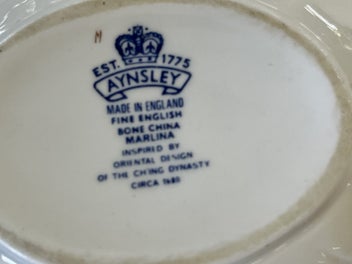 M
EST. 1775
AYNSLEY
MADE IN ENGLAND
FINE ENGLISH
BONE CHINA
MARLINA
INSPIRED BY
ORIENTAL DESIGN
OF THE CH'ING DYNASTY
CIRCA 1680